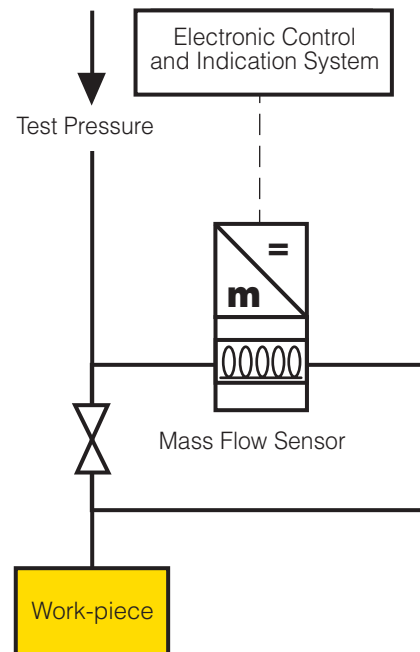 Electronic Control
and Indication System
Test Pressure
=
m
Mass Flow Sensor
Work-piece